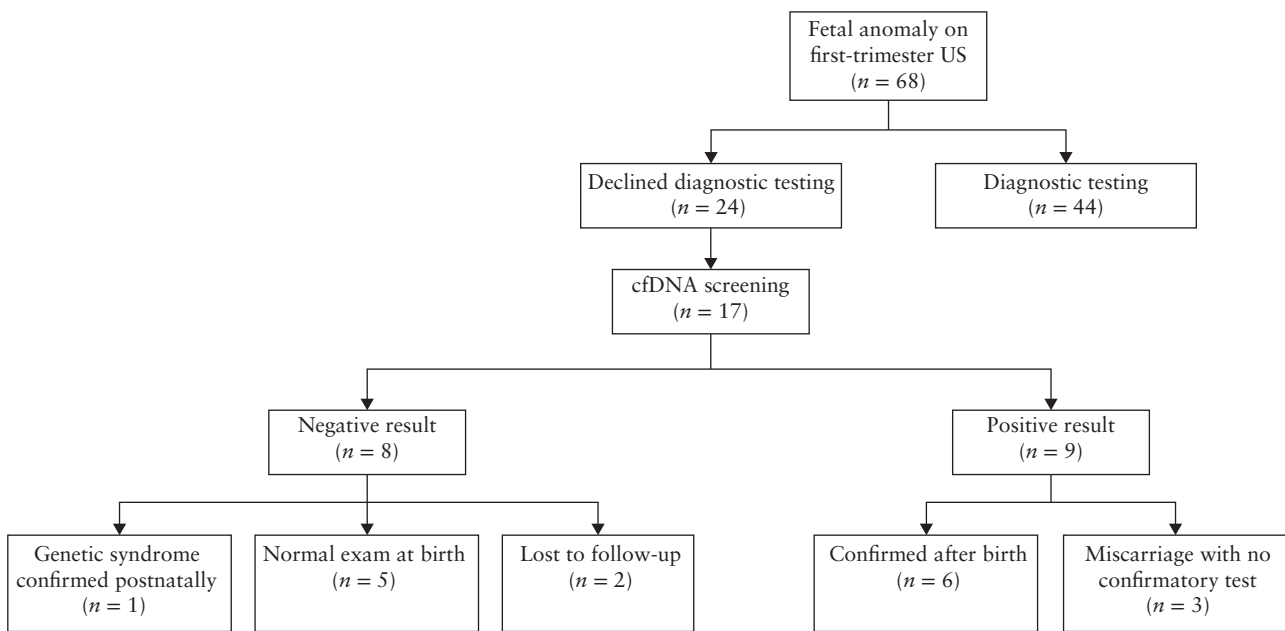 Fetal anomaly on
first-trimester US
(n = 68)
Declined diagnostic testing
(n = 24)
Diagnostic testing
(n = 44)
cfDNA screening
(n = 17)
Negative result
(n = 8)
Positive result
(n = 9)
Genetic syndrome
confirmed postnatally
(n = 1)
Normal exam at birth
(n = 5)
Lost to follow-up
(n = 2)
Confirmed after birth
(n = 6)
Miscarriage with no
confirmatory test
(n = 3)